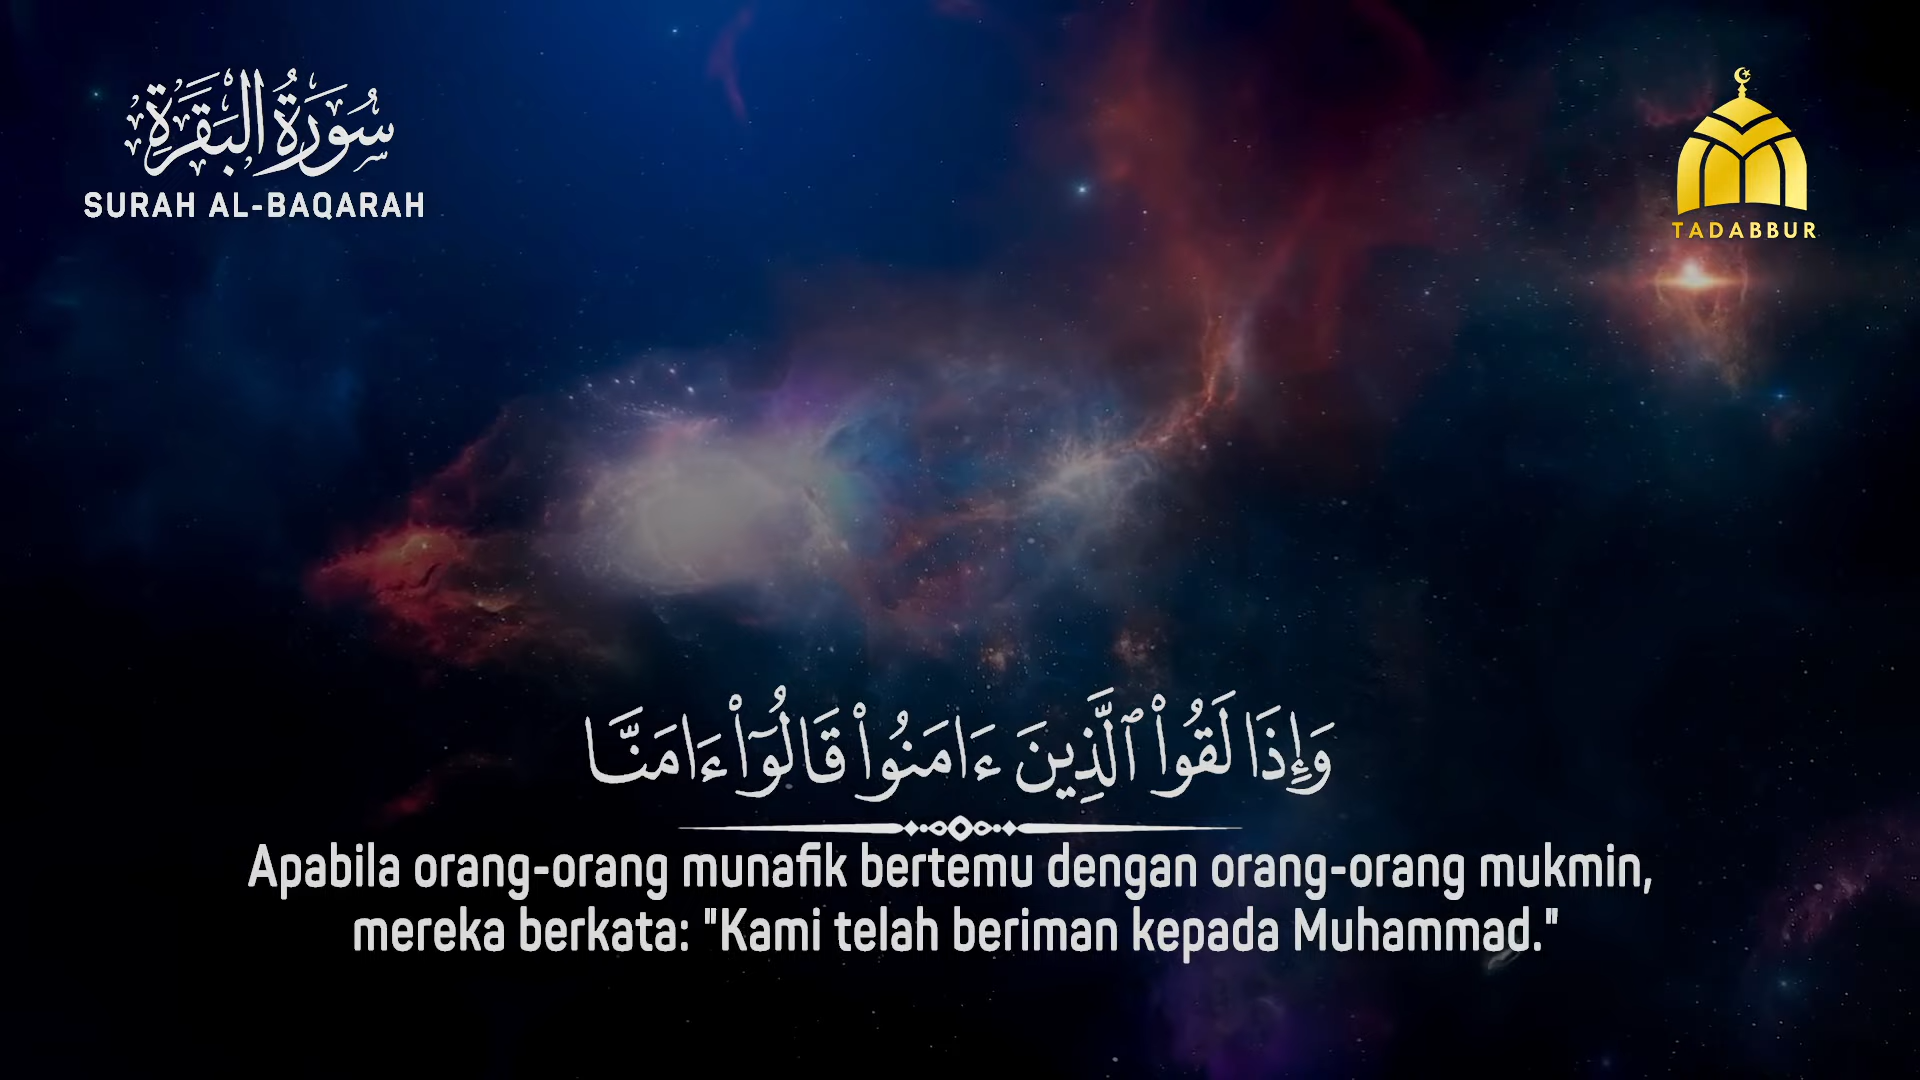 سُورَةُ الْبَقَرَةِ
SURAH AL-BAQARAH
TADABBUR
وَإِذَا لَقُوا۟ ٱلَّذِينَ ءَامَنُوا۟ قَالُوٓا۟ ءَامَنَّا
Apabila orang-orang munafik bertemu dengan orang-orang mukmin,
mereka berkata: "Kami telah beriman kepada Muhammad."